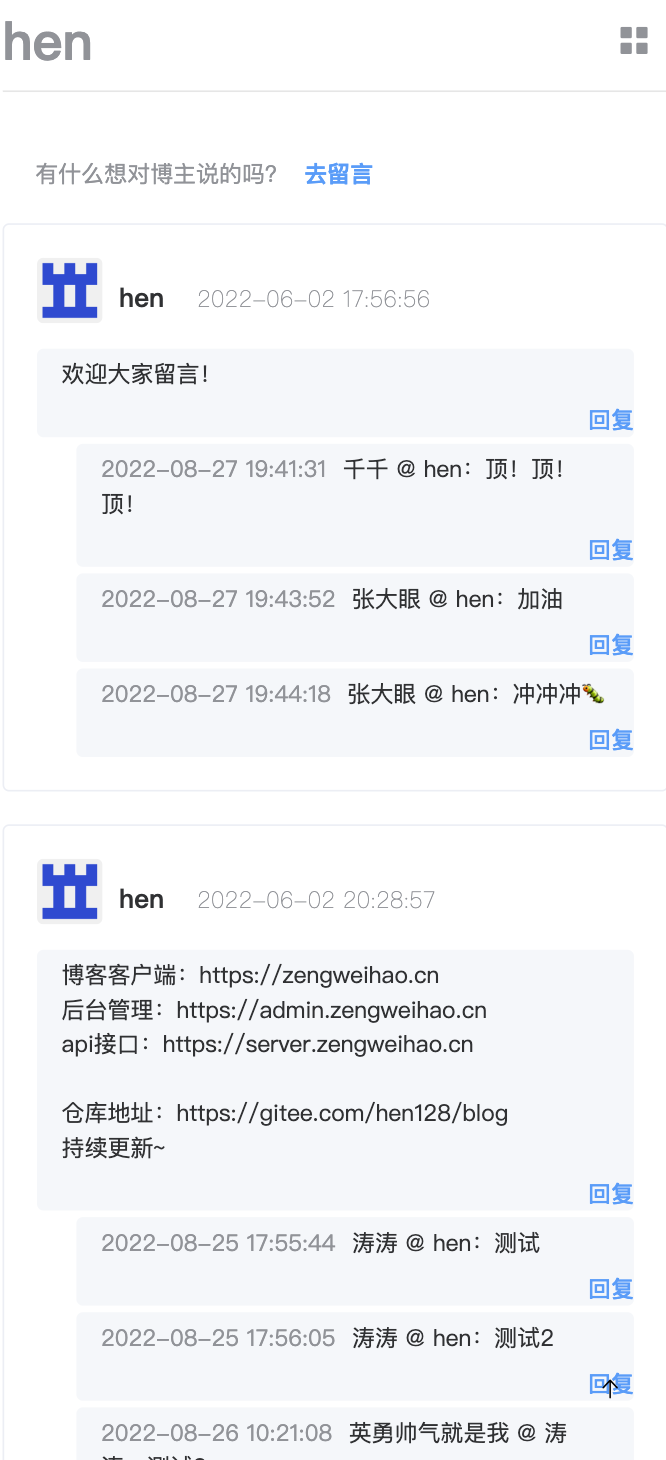 hen
有什么想对博主说的吗? 去留言
hen 2022-06-02 17:56:56
欢迎大家留言!
回复
2022-08-27 19:41:31 千千 @ hen：顶！顶！
顶!
回复
2022-08-27 19:43:52 张大眼 @ hen：加油
回复
2022-08-27 19:44:18 张大眼 @ hen：冲冲冲🐛
回复
hen 2022-06-02 20:28:57
博客客户端：https://zengweihao.cn
后台管理：https://admin.zengweihao.cn
api接口：https://server.zengweihao.cn
仓库地址：https://gitee.com/hen128/blog
持续更新~
回复
2022-08-25 17:55:44 涛涛 @ hen：测试
回复
2022-08-25 17:56:05 涛涛 @ hen：测试2
回复
2022-08-26 10:21:08 英勇帅气就是我 @ 涛